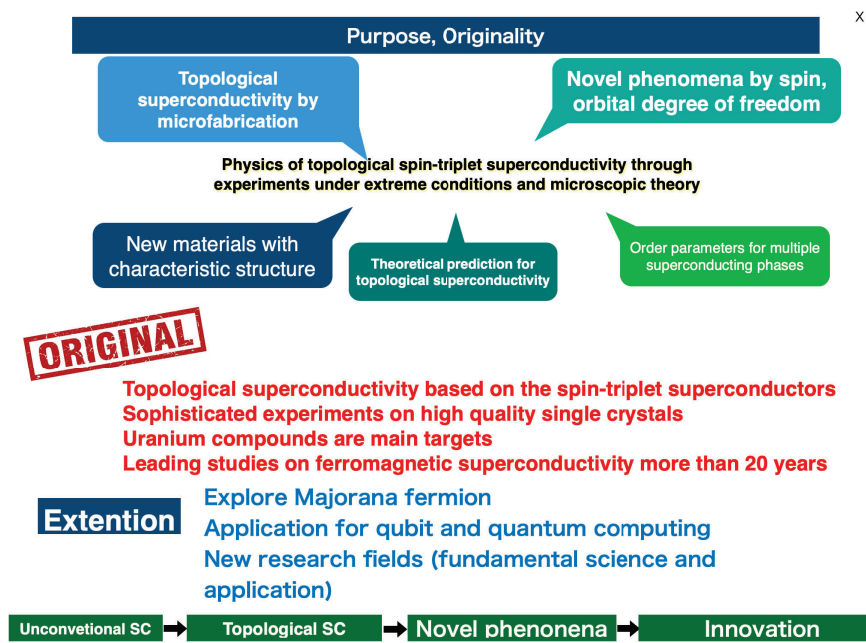 X
Purpose, Originality
Topological
superconductivity by
microfabrication
Novel phenomena by spin,
orbital degree of freedom
Physics of topological spin-triplet superconductivity through
experiments under extreme conditions and microscopic theory
New materials with
characteristic structure
Theoretical prediction for
topological superconductivity
Order parameters for multiple
superconducting phases
ORIGINAL
Topological superconductivity based on the spin-triplet superconductors
Sophisticated experiments on high quality single crystals
Uranium compounds are main targets
Leading studies on ferromagnetic superconductivity more than 20 years
Extention
Explore Majorana fermion
Application for qubit and quantum computing
New research fields (fundamental science and
application)
Unconvetional SC
Topological SC
Novel phenonena
Innovation